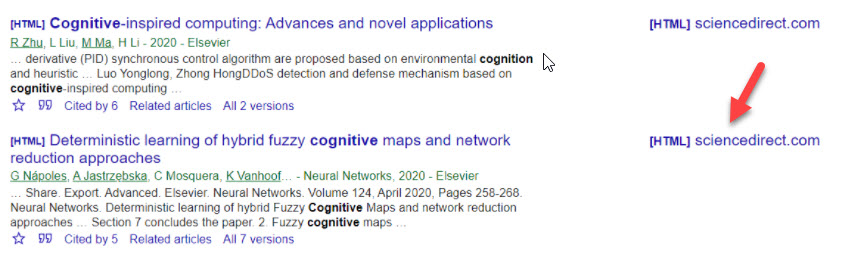 [HTML] Cognitive-inspired computing: Advances and novel applications
[HTML] sciencedirect.com
R Zhu, L Liu, M Ma, H Li - 2020 - Elsevier
... derivative (PID) synchronous control algorithm are proposed based on environmental cognition
and heuristic ... Luo Yonglong, Zhong HongDDoS detection and defense mechanism based on
cognitive-inspired computing ...
Cited by 6 Related articles All 2 versions
[HTML] Deterministic learning of hybrid fuzzy cognitive maps and network
reduction approaches
[HTML] sciencedirect.com
G Nápoles, A Jastrzębska, C Mosquera, K Vanhoof... - Neural Networks, 2020 - Elsevier
... Share. Export. Advanced. Elsevier. Neural Networks. Volume 124, April 2020, Pages 258-268.
Neural Networks. Deterministic learning of hybrid Fuzzy Cognitive Maps and network reduction
approaches ... Section 7 concludes the paper. 2. Fuzzy cognitive maps ...
Cited by 5 Related articles All 7 versions